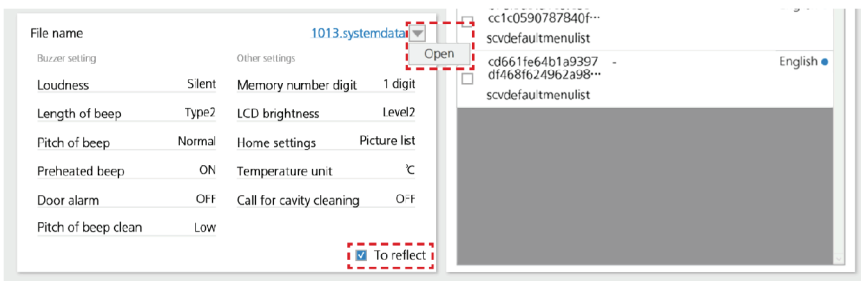 File name 1013.systemdata
Open
Buzzer setting Other settings
Loudness Silent Memory number digit 1 digit
Length of beep Type2 LCD brightness Level2
Pitch of beep Normal Home settings Picture list
Preheated beep ON Temperature unit ℃
Door alarm OFF Call for cavity cleaning OFF
Pitch of beep clean Low
To reflect
cc1c0590787840f···
scvdefaultmenulist
cd661fe64b1a9397 - English
df468f624962a98···
scvdefaultmenulist